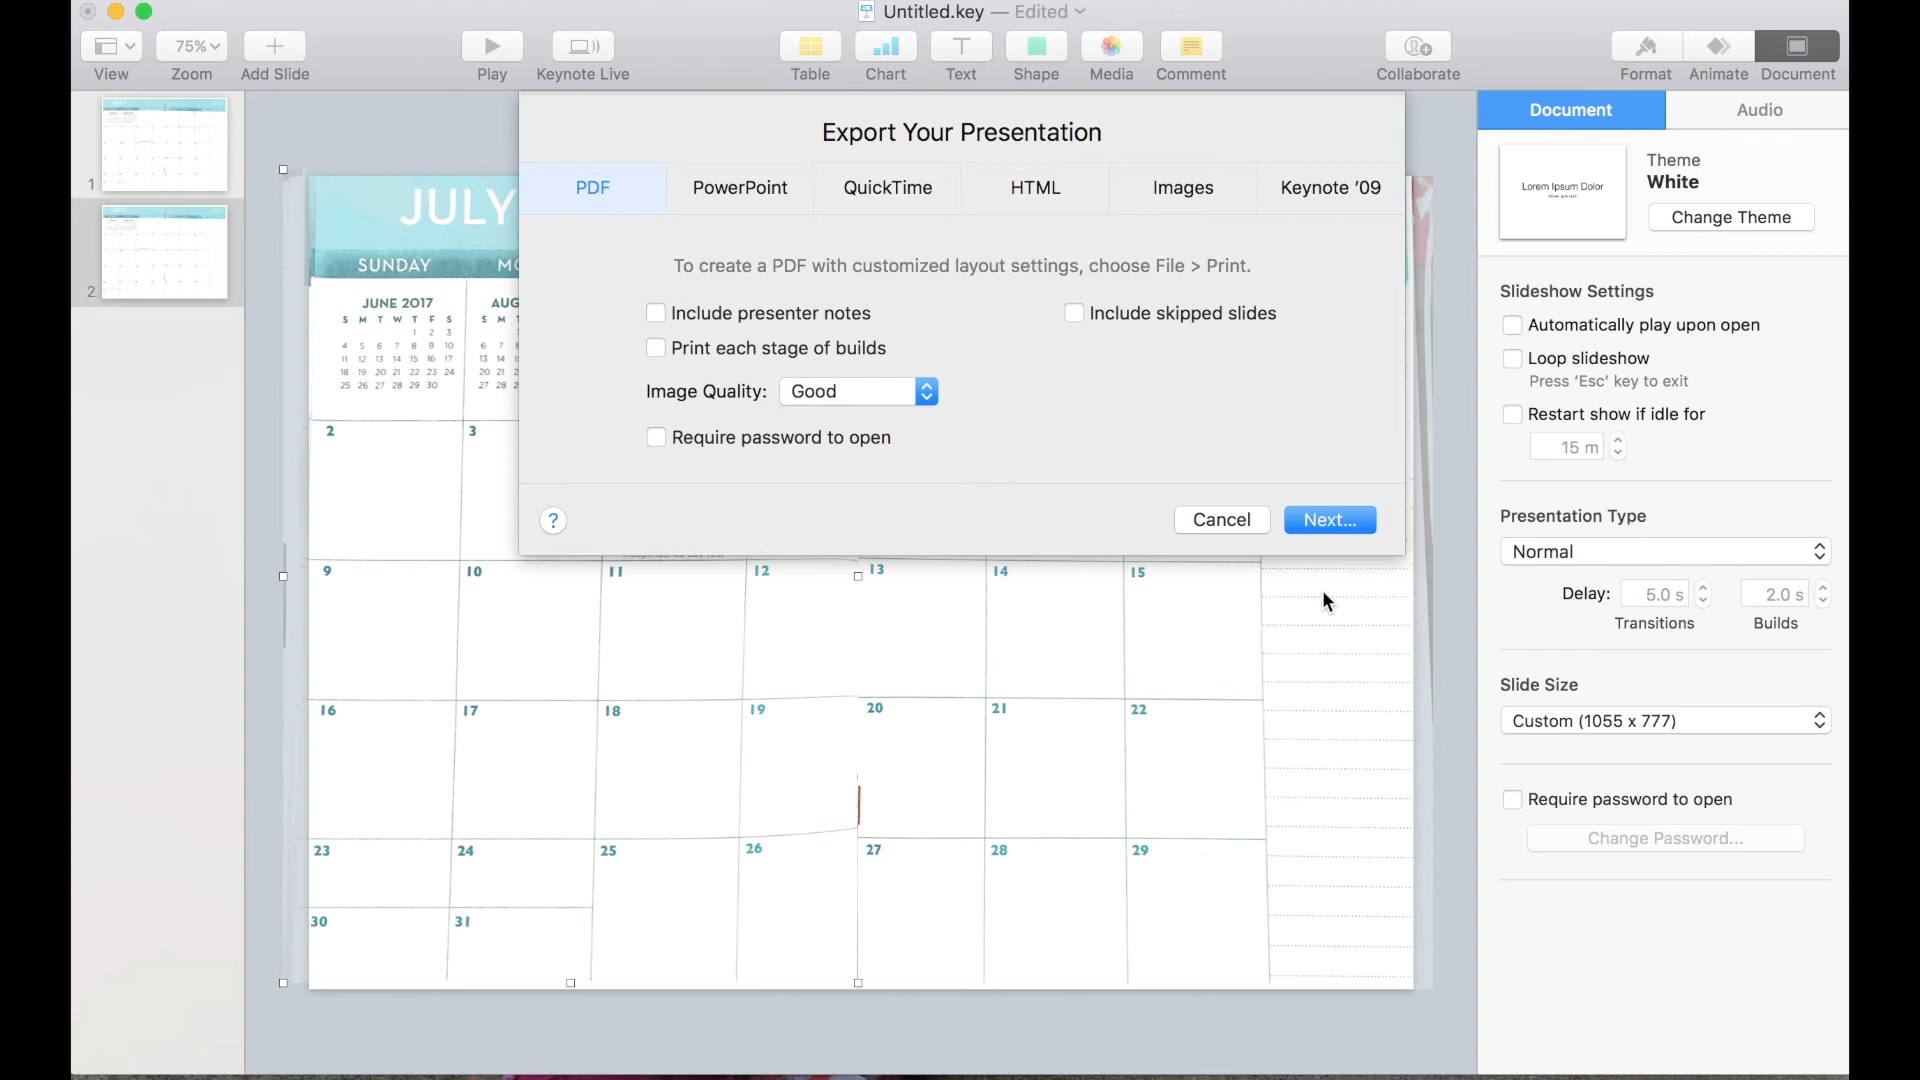 Untitled.key — Edited
View
75%
Zoom
Add Slide
Play
Keynote Live
Table
Chart
Text
Shape
Media
Comment
Collaborate
Format
Animate
Document
1
2
Export Your Presentation
PDF PowerPoint QuickTime HTML Images Keynote '09
To create a PDF with customized layout settings, choose File > Print.
Include presenter notes
Include skipped slides
Print each stage of builds
Image Quality: Good
Require password to open
?
Cancel
Next...
JULY
SUNDAY
JUNE 2017
S M T W T F S
1 2 3
4 5 6 7 8 9 10
11 12 13 14 15 16 17
18 19 20 21 22 23 24
25 26 27 28 29 30
AUG
S M
6 7
13 14
20 21
27 28
2 3
9 10 11 12 13 14 15
16 17 18 19 20 21 22
23 24 25 26 27 28 29
30 31
Document
Audio
Lorem Ipsum Dolor
Theme
White
Change Theme
Slideshow Settings
Automatically play upon open
Loop slideshow
Press 'Esc' key to exit
Restart show if idle for
15 m
Presentation Type
Normal
Delay: 5.0 s 2.0 s
Transitions Builds
Slide Size
Custom (1055 x 777)
Require password to open
Change Password...